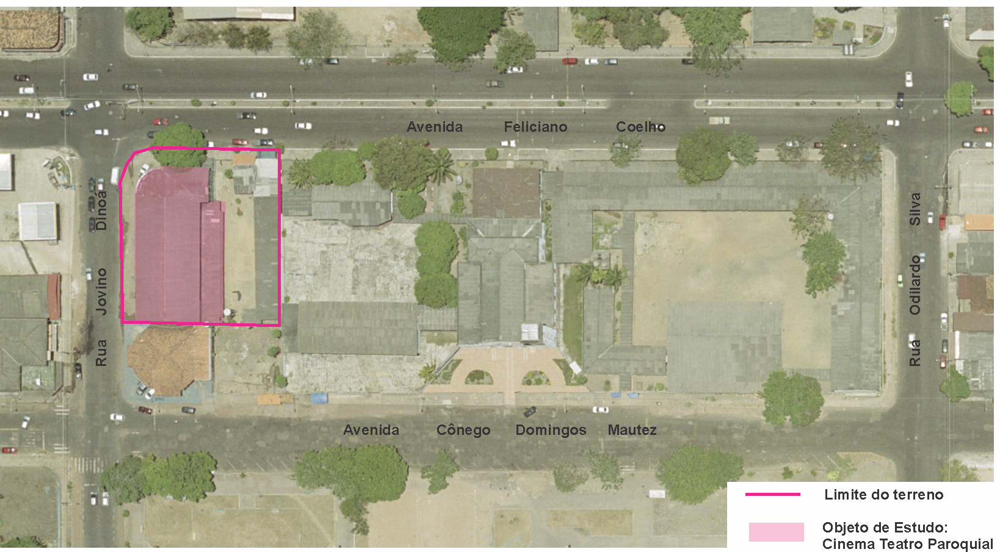 Avenida Feliciano Coelho
Rua Jovino Dinoá
Rua Odilardo Silva
Avenida Cônego Domingos Mautez
Limite do terreno
Objeto de Estudo:
Cinema Teatro Paroquial